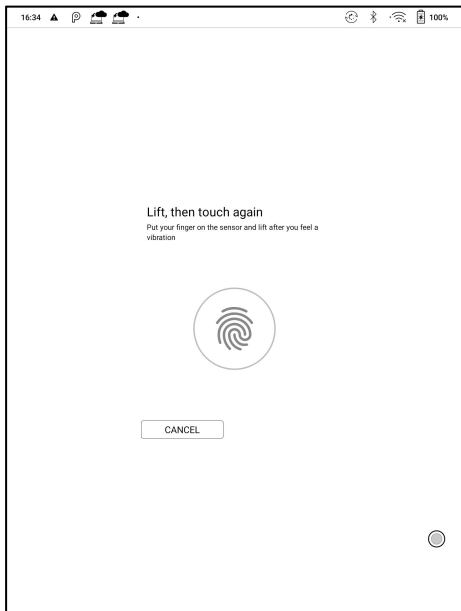 16:34 100%
Lift, then touch again
Put your finger on the sensor and lift after you feel a
vibration
CANCEL